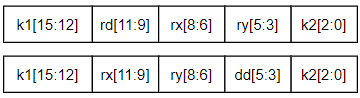 k1[15:12] rd[11:9] rx[8:6] ry[5:3] k2[2:0]
k1[15:12] rx[11:9] ry[8:6] dd[5:3] k2[2:0]